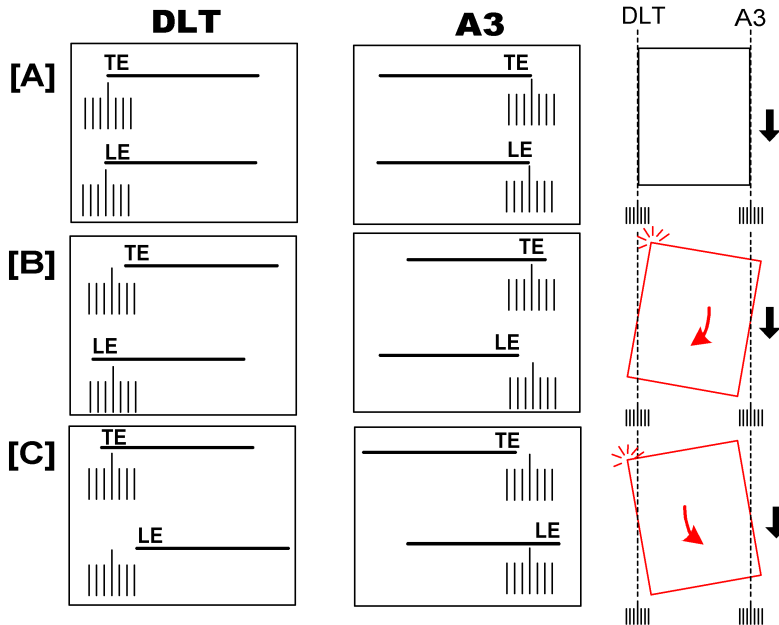 DLT A3 DLT A3
[A] TE TE
LE LE
[B] TE TE
LE LE
[C] TE TE
LE LE